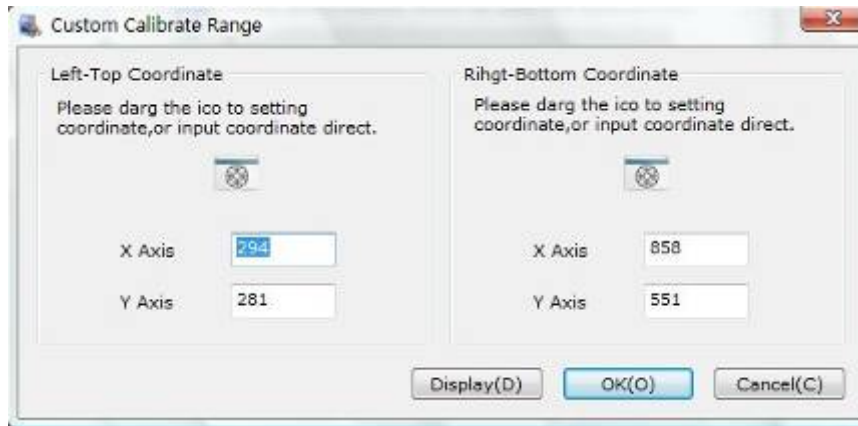 Custom Calibrate Range
Left-Top Coordinate
Please darg the ico to setting
coordinate,or input coordinate direct.
X Axis 294
Y Axis 281
Rihgt-Bottom Coordinate
Please darg the ico to setting
coordinate,or input coordinate direct.
X Axis 858
Y Axis 551
Display(D) OK(O) Cancel(C)